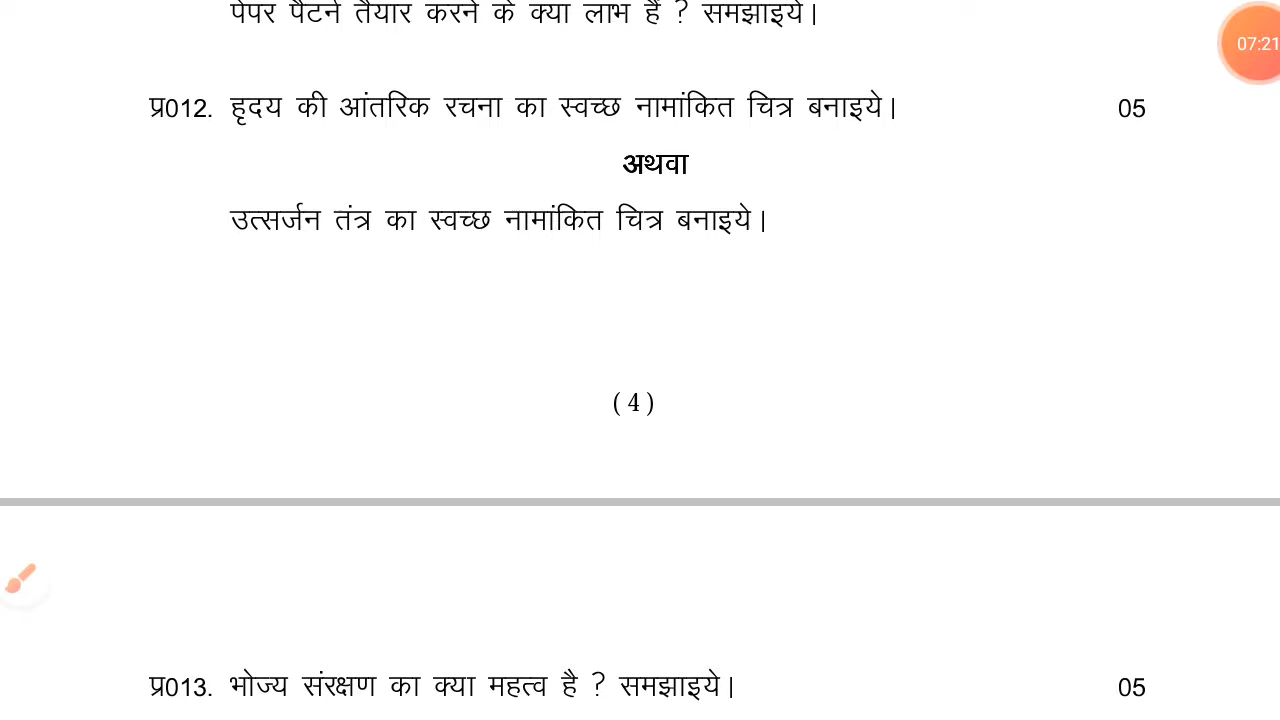 पेपर पैटर्न तैयार करने के क्या लाभ हैं ? समझाइये।
07:21
प्र012. हृदय की आंतरिक रचना का स्वच्छ नामांकित चित्र बनाइये। 05
अथवा
उत्सर्जन तंत्र का स्वच्छ नामांकित चित्र बनाइये।
( 4 )
प्र013. भोज्य संरक्षण का क्या महत्व है ? समझाइये। 05